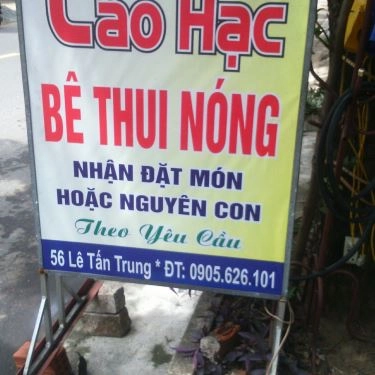 Cao Hạc
BÊ THUI NÓNG
NHẬN ĐẶT MÓN
HOẶC NGUYÊN CON
Theo Yêu Cầu
56 Lê Tấn Trung * ĐT: 0905.626.101